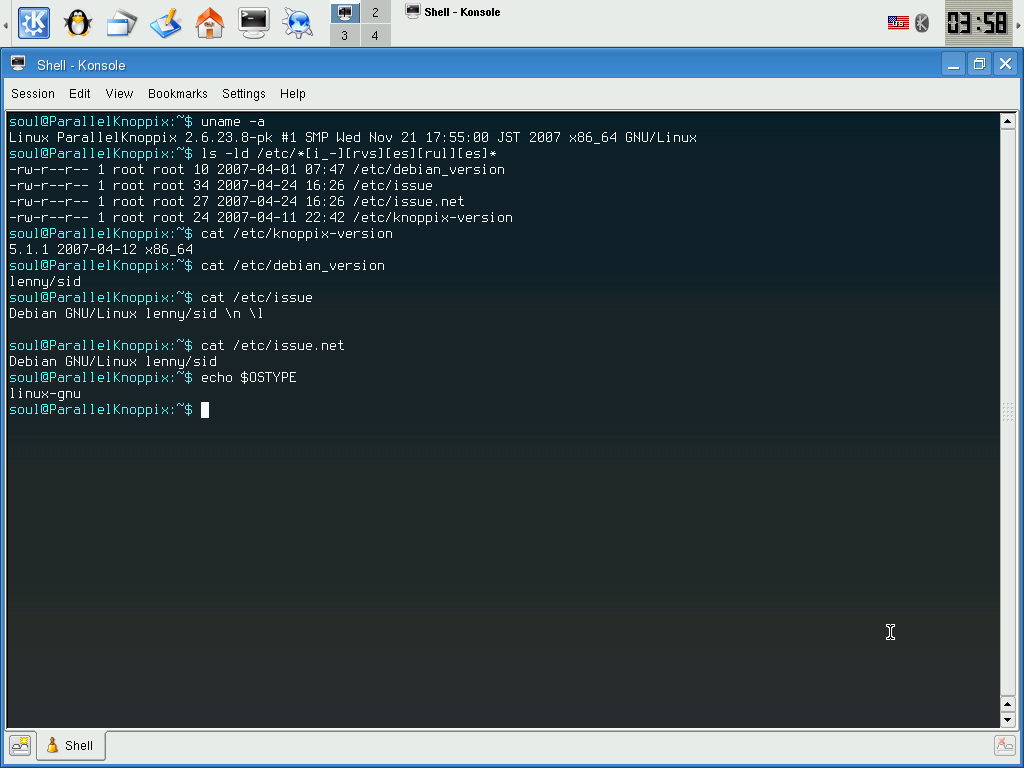 2
3
4
Shell - Konsole
us
03:58
Shell - Konsole
Session Edit View Bookmarks Settings Help
soul@ParallelKnoppix:~$ uname -a
Linux ParallelKnoppix 2.6.23.8-pk #1 SMP Wed Nov 21 17:55:00 JST 2007 x86_64 GNU/Linux
soul@ParallelKnoppix:~$ ls -ld /etc/*[i_-][rvs][es][rul][es]*
-rw-r--r-- 1 root root 10 2007-04-01 07:47 /etc/debian_version
-rw-r--r-- 1 root root 34 2007-04-24 16:26 /etc/issue
-rw-r--r-- 1 root root 27 2007-04-24 16:26 /etc/issue.net
-rw-r--r-- 1 root root 24 2007-04-11 22:42 /etc/knoppix-version
soul@ParallelKnoppix:~$ cat /etc/knoppix-version
5.1.1 2007-04-12 x86_64
soul@ParallelKnoppix:~$ cat /etc/debian_version
lenny/sid
soul@ParallelKnoppix:~$ cat /etc/issue
Debian GNU/Linux lenny/sid \n \l
soul@ParallelKnoppix:~$ cat /etc/issue.net
Debian GNU/Linux lenny/sid
soul@ParallelKnoppix:~$ echo $OSTYPE
linux-gnu
soul@ParallelKnoppix:~$
Shell